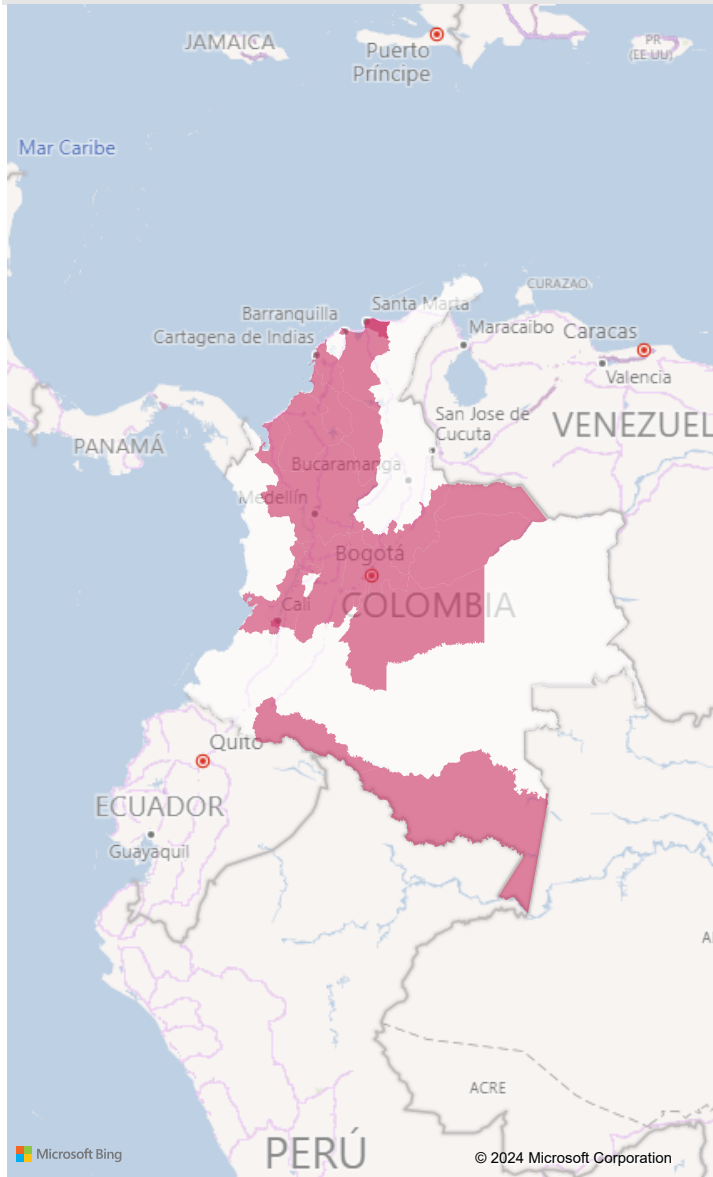 JAMAICA
Puerto
Príncipe
PR
(EE UU)
Mar Caribe
CURAZAO
Santa Marta
Barranquilla
Cartagena de Indias
Maracaibo
Caracas
Valencia
San Jose de
Cucuta
VENEZUEL
PANAMÁ
Bucaramanga
Medellín
Bogotá
Cali
COLOMBIA
Quito
ECUADOR
Guayaquil
ACRE
PERÚ
Microsoft Bing
© 2024 Microsoft Corporation